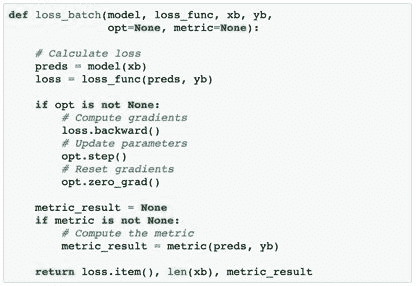 def loss_batch(model, loss_func, xb, yb,
               opt=None, metric=None):
    # Calculate loss
    preds = model(xb)
    loss = loss_func(preds, yb)
    if opt is not None:
        # Compute gradients
        loss.backward()
        # Update parameters
        opt.step()
        # Reset gradients
        opt.zero_grad()
    metric_result = None
    if metric is not None:
        # Compute the metric
        metric_result = metric(preds, yb)
    return loss.item(), len(xb), metric_result